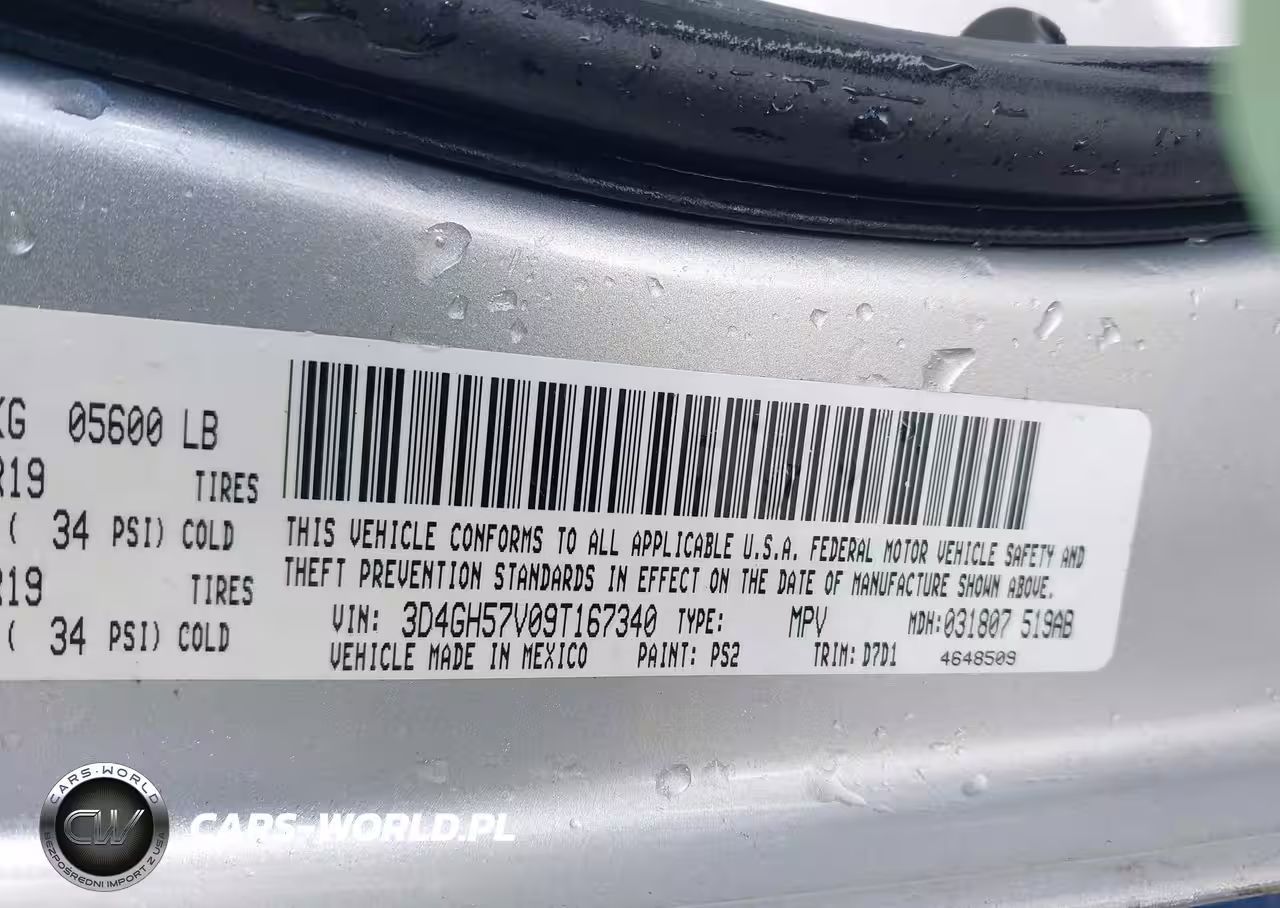 KG 05600 LB
R19 TIRES
( 34 PSI) COLD
R19 TIRES
( 34 PSI) COLD
THIS VEHICLE CONFORMS TO ALL APPLICABLE U.S.A. FEDERAL MOTOR VEHICLE SAFETY AND
THEFT PREVENTION STANDARDS IN EFFECT ON THE DATE OF MANUFACTURE SHOWN ABOVE.
VIN: 3D4GH57V09T167340 TYPE: MPV MDH:031807 519AB
VEHICLE MADE IN MEXICO PAINT: PS2 TRIM: D7D1 4648509
CARS-WORLD
CW
BEZPOŚREDNI IMPORT Z USA
CARS-WORLD.PL